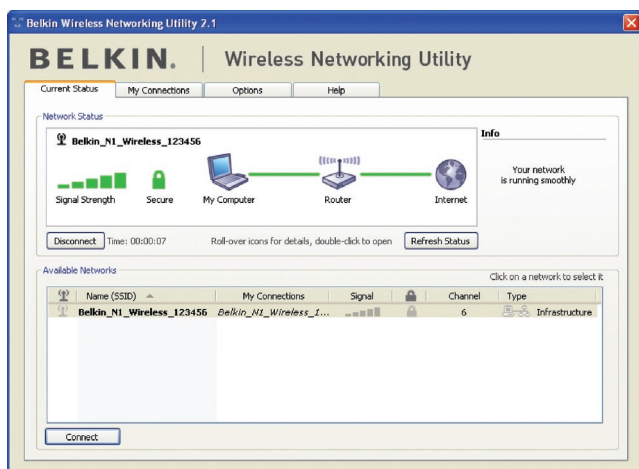 Belkin Wireless Networking Utility 2.1
BELKIN. | Wireless Networking Utility
Current Status My Connections Options Help
Network Status
Belkin_N1_Wireless_123456
Info
Your network
is running smoothly
Signal Strength Secure My Computer Router Internet
Disconnect Time: 00:00:07 Roll-over icons for details, double-click to open Refresh Status
Available Networks
Click on a network to select it
Name (SSID) My Connections Signal Channel Type
Belkin_N1_Wireless_123456 Belkin_N1_Wireless_1... 6 Infrastructure
Connect